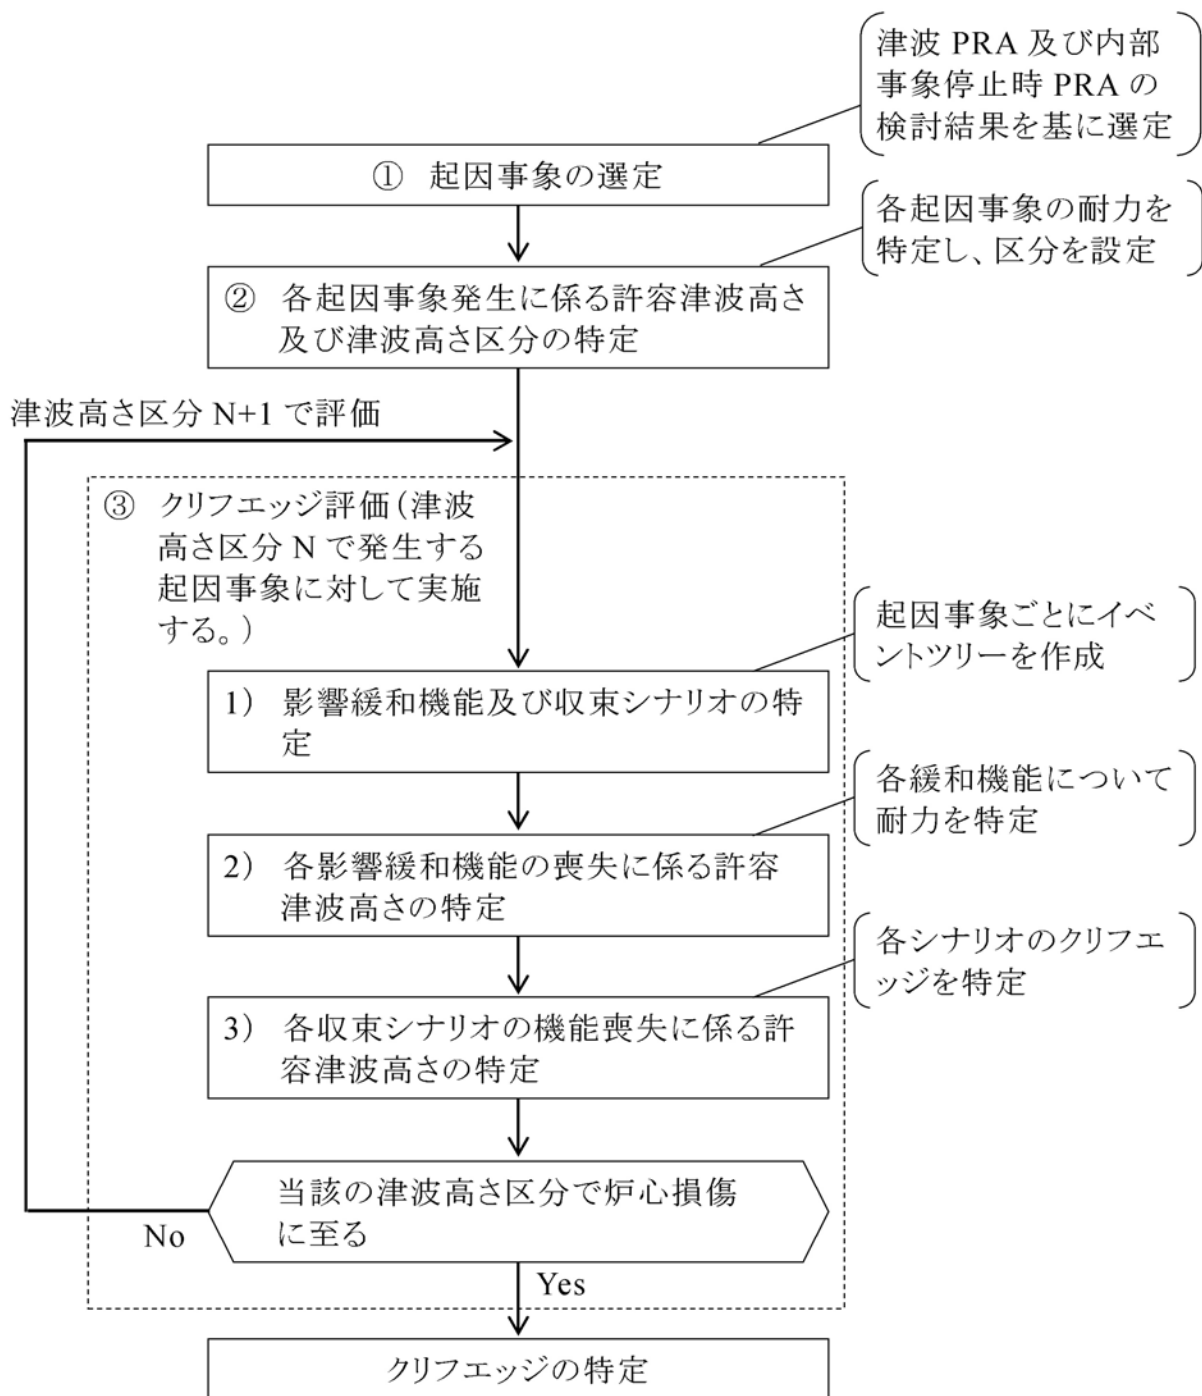 津波 PRA 及び内部
事象停止時 PRA の
検討結果を基に選定
① 起因事象の選定
各起因事象の耐力を
特定し、区分を設定
② 各起因事象発生に係る許容津波高さ
及び津波高さ区分の特定
津波高さ区分 N+1 で評価
③ クリフエッジ評価(津波
高さ区分 N で発生する
起因事象に対して実施
する。)
起因事象ごとにイベ
ントツリーを作成
1) 影響緩和機能及び収束シナリオの特
定
各緩和機能について
耐力を特定
2) 各影響緩和機能の喪失に係る許容
津波高さの特定
各シナリオのクリフエ
ッジを特定
3) 各収束シナリオの機能喪失に係る許
容津波高さの特定
当該の津波高さ区分で炉心損傷
に至る
No
Yes
クリフエッジの特定